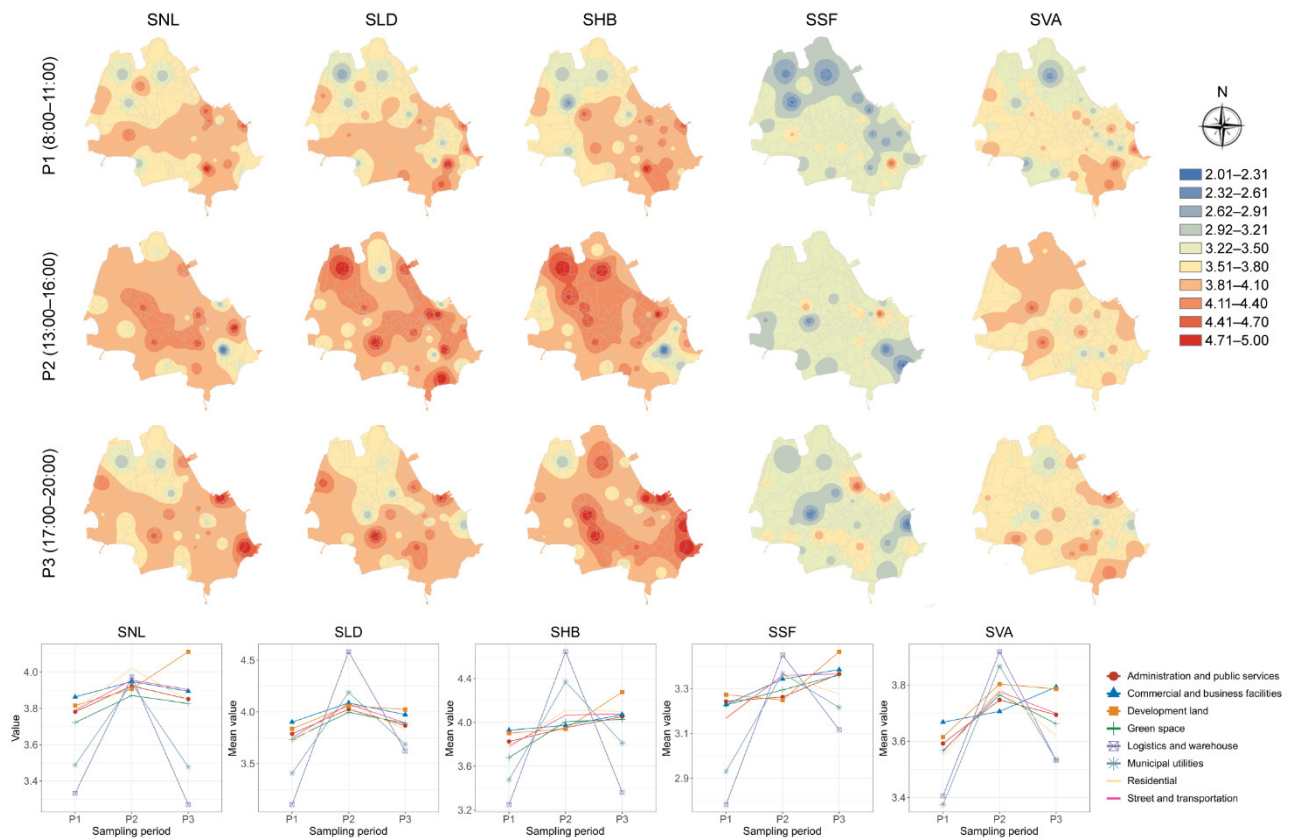 SNL SLD SHB SSF SVA
P1 (8:00–11:00)
N
2.01–2.31
2.32–2.61
2.62–2.91
2.92–3.21
3.22–3.50
3.51–3.80
3.81–4.10
4.11–4.40
4.41–4.70
4.71–5.00
P2 (13:00–16:00)
P3 (17:00–20:00)
SNL SLD SHB SSF SVA
Value
4.0
3.8
3.6
3.4
P1 P2 P3
Sampling period
Mean value
4.5
4.0
3.5
P1 P2 P3
Sampling period
Mean value
4.4
4.0
3.6
3.2
P1 P2 P3
Sampling period
Mean value
3.3
3.1
2.9
P1 P2 P3
Sampling period
Mean value
3.8
3.6
3.4
P1 P2 P3
Sampling period
Administration and public services
Commercial and business facilities
Development land
Green space
Logistics and warehouse
Municipal utilities
Residential
Street and transportation